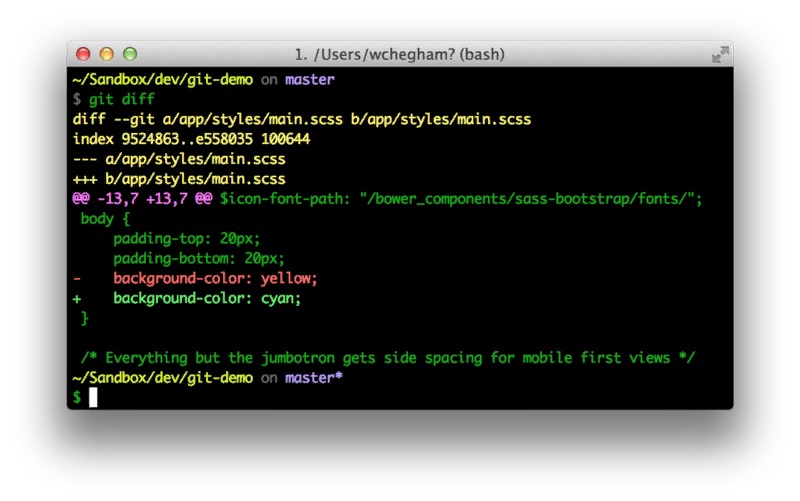 1. /Users/wchegham? (bash)
~/Sandbox/dev/git-demo on master
$ git diff
diff --git a/app/styles/main.scss b/app/styles/main.scss
index 9524863..e558035 100644
--- a/app/styles/main.scss
+++ b/app/styles/main.scss
@@ -13,7 +13,7 @@ $icon-font-path: "/bower_components/sass-bootstrap/fonts/";
 body {
     padding-top: 20px;
     padding-bottom: 20px;
-    background-color: yellow;
+    background-color: cyan;
 }
 /* Everything but the jumbotron gets side spacing for mobile first views */
~/Sandbox/dev/git-demo on master*
$